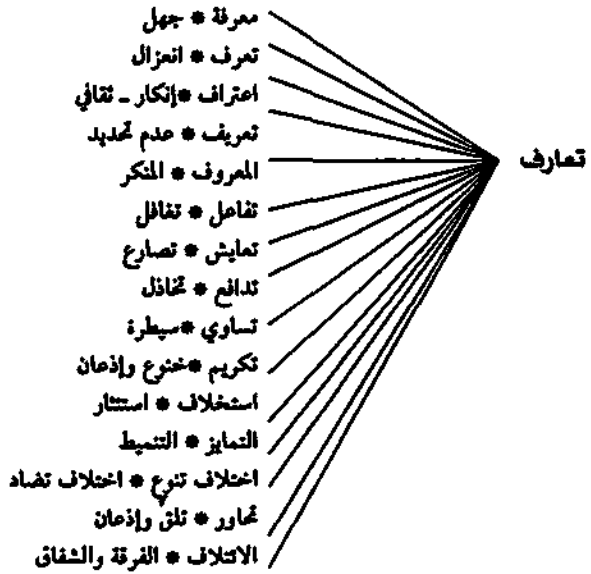 تعارف
معرفة * جهل
تعرف * انعزال
اعتراف * إنكار - ثقافي
تعريف * عدم تحديد
المعروف * المنكر
تفاعل * تغافل
تعايش * تصارع
تدافع * تخاذل
تساوي * سيطرة
تكريم * خنوع وإذعان
استخلاف * استئثار
التمايز * التنميط
اختلاف تنوع * اختلاف تضاد
تحاور * تلق وإذعان
الائتلاف * الفرقة والشقاق